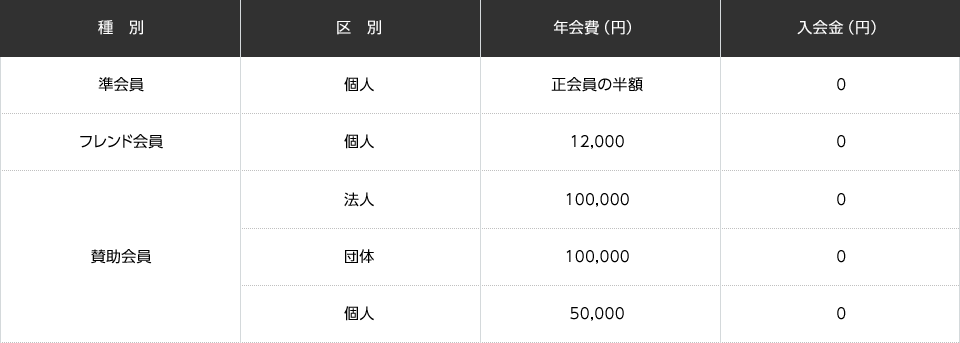 種　別 区　別 年会費（円） 入会金（円）
準会員 個人 正会員の半額 0
フレンド会員 個人 12,000 0
法人 100,000 0
賛助会員 団体 100,000 0
個人 50,000 0